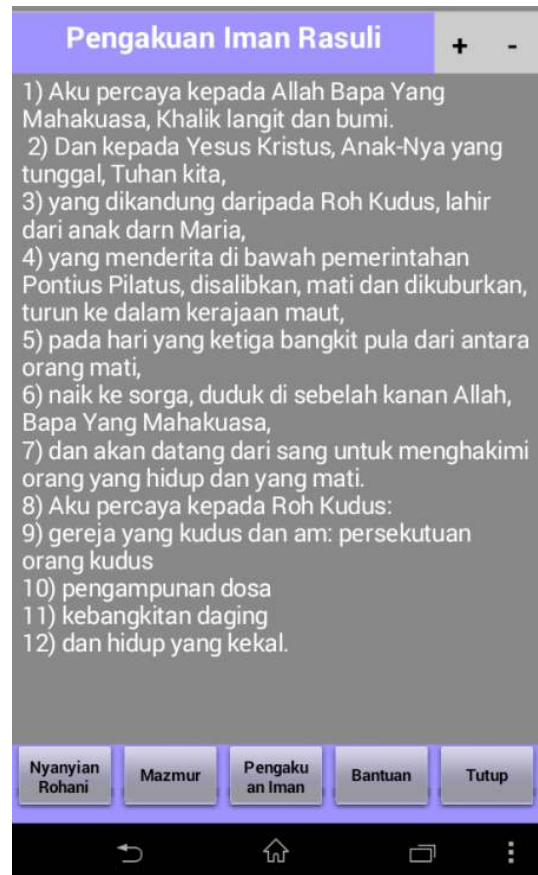 Pengakuan Iman Rasuli + -
1) Aku percaya kepada Allah Bapa Yang
Mahakuasa, Khalik langit dan bumi.
2) Dan kepada Yesus Kristus, Anak-Nya yang
tunggal, Tuhan kita,
3) yang dikandung daripada Roh Kudus, lahir
dari anak darn Maria,
4) yang menderita di bawah pemerintahan
Pontius Pilatus, disalibkan, mati dan dikuburkan,
turun ke dalam kerajaan maut,
5) pada hari yang ketiga bangkit pula dari antara
orang mati,
6) naik ke sorga, duduk di sebelah kanan Allah,
Bapa Yang Mahakuasa,
7) dan akan datang dari sang untuk menghakimi
orang yang hidup dan yang mati.
8) Aku percaya kepada Roh Kudus:
9) gereja yang kudus dan am: persekutuan
orang kudus
10) pengampunan dosa
11) kebangkitan daging
12) dan hidup yang kekal.
Nyanyian
Rohani
Mazmur
Pengaku
an Iman
Bantuan
Tutup